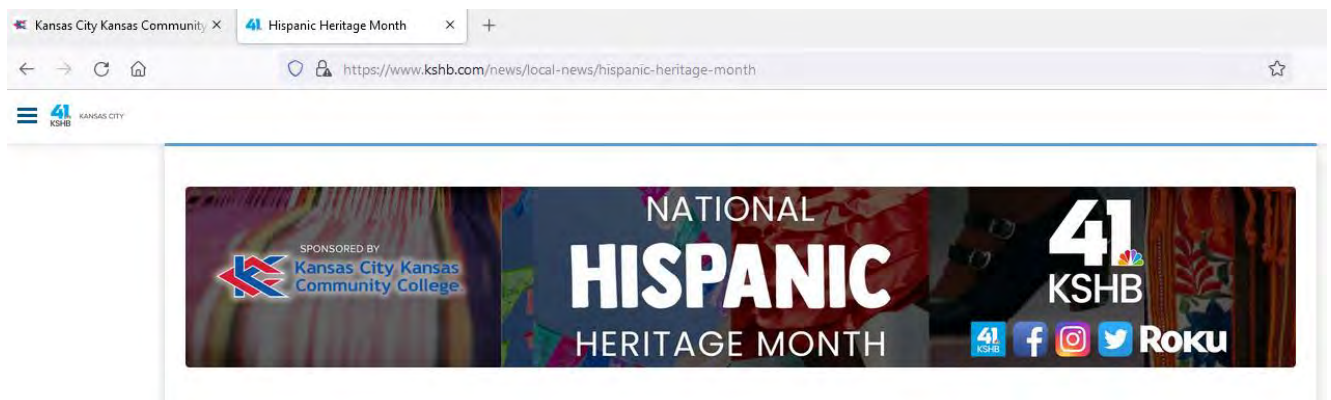 Kansas City Kansas Community
41 Hispanic Heritage Month
https://www.kshb.com/news/local-news/hispanic-heritage-month
41 KSHB KANSAS CITY
SPONSORED BY
Kansas City Kansas
Community College
NATIONAL
HISPANIC
HERITAGE MONTH
41
KSHB
41 KSHB f Roku